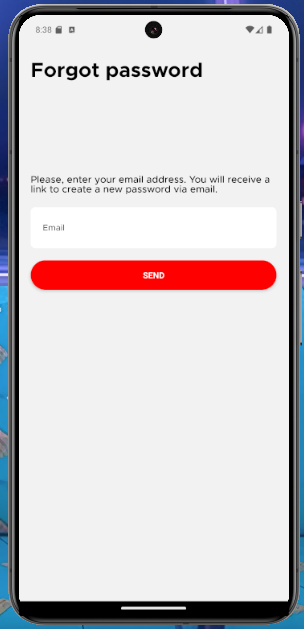 8:38
Forgot password
Please, enter your email address. You will receive a
link to create a new password via email.
Email
SEND